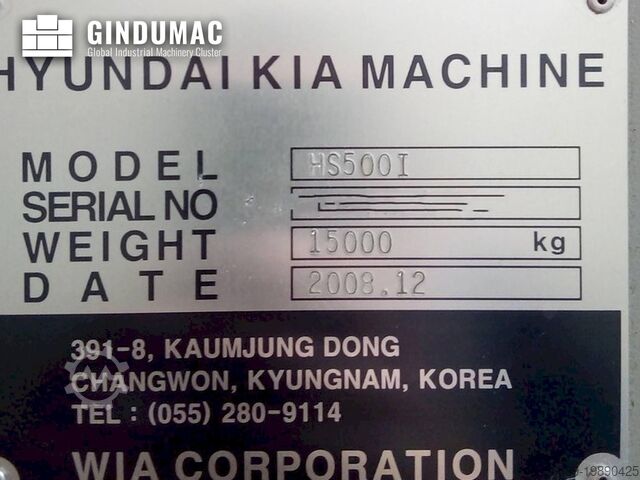 GINDUMAC
Global Industrial Machinery Cluster
HYUNDAI KIA MACHINE
MODEL HS500I
SERIAL NO
WEIGHT 15000 kg
DATE 2008.12
391-8, KAUMJUNG DONG
CHANGWON, KYUNGNAM, KOREA
TEL : (055) 280-9114
WIA CORPORATION